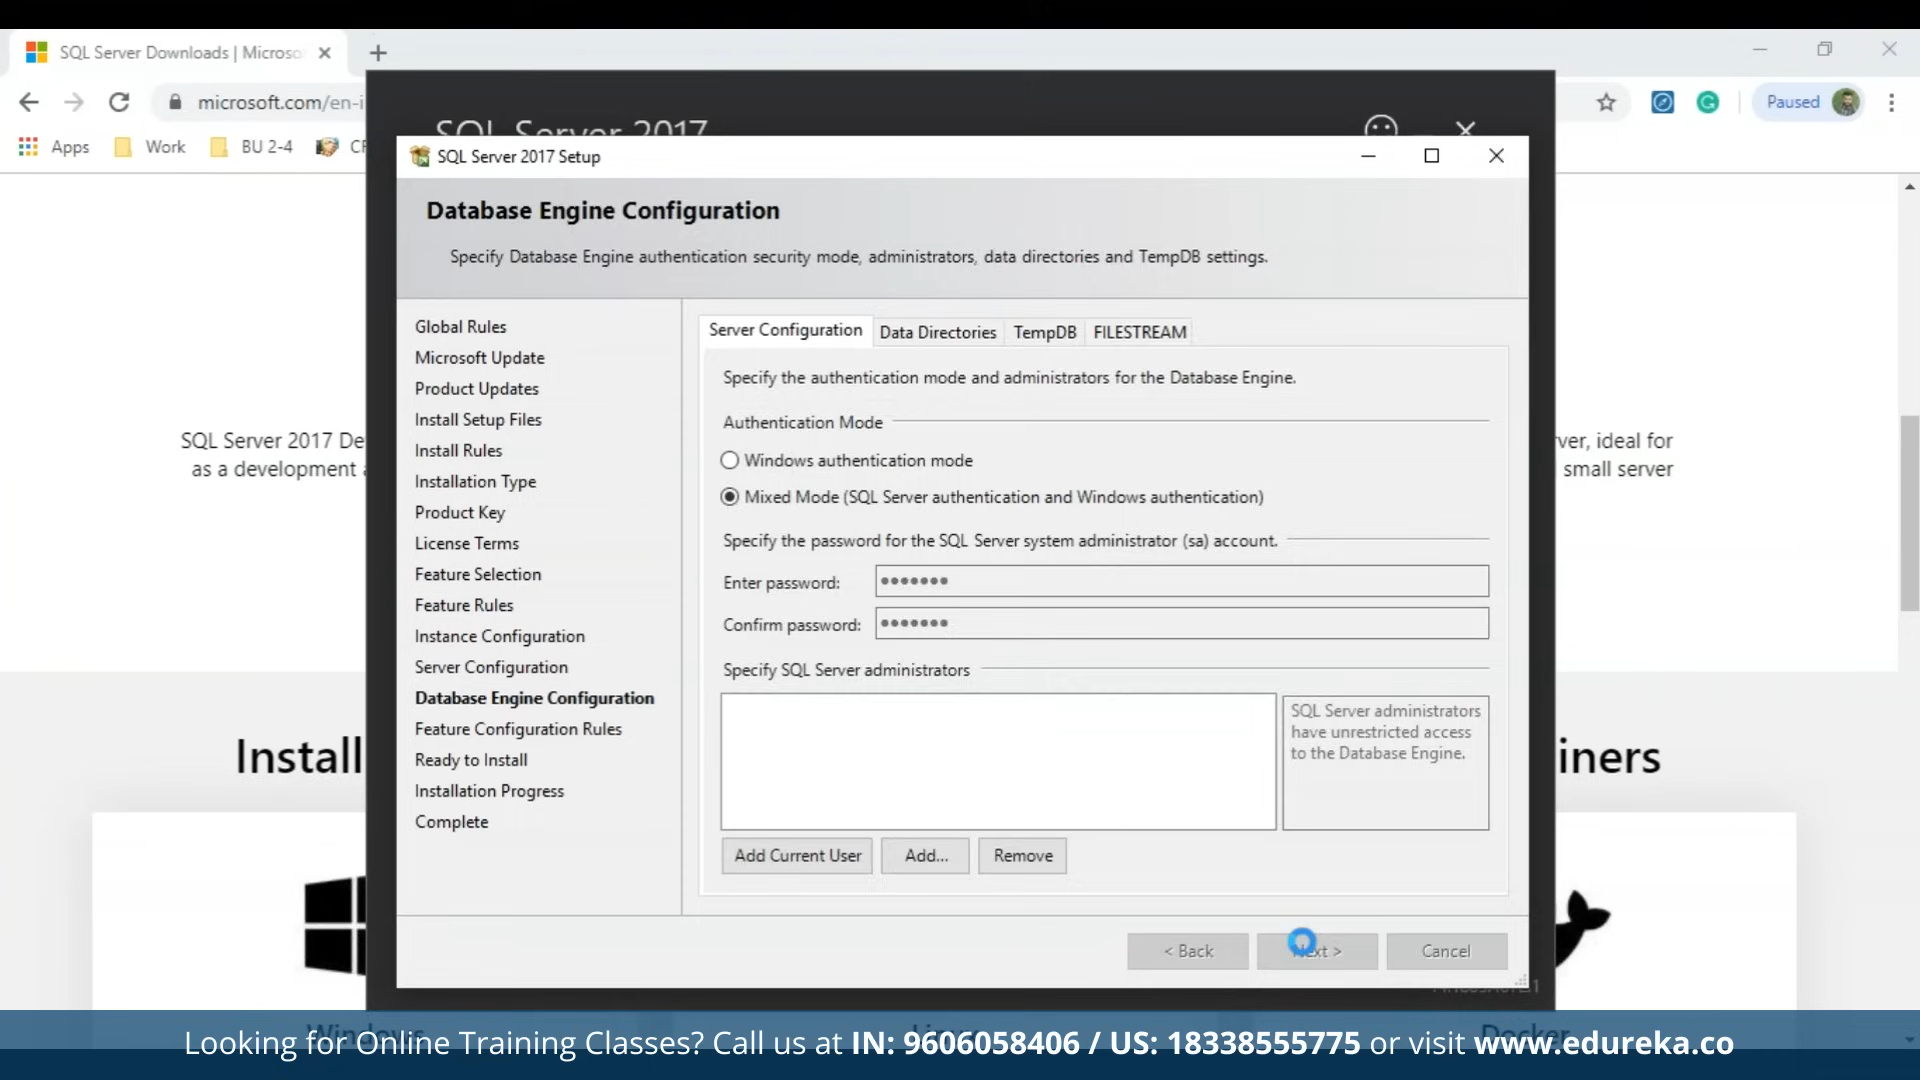 SQL Server Downloads | Microso
microsoft.com/en-i
Paused
Apps
Work
BU 2-4
SQL Server 2017
SQL Server 2017 Setup
Database Engine Configuration
Specify Database Engine authentication security mode, administrators, data directories and TempDB settings.
Global Rules
Microsoft Update
Product Updates
Install Setup Files
Install Rules
Installation Type
Product Key
License Terms
Feature Selection
Feature Rules
Instance Configuration
Server Configuration
Database Engine Configuration
Feature Configuration Rules
Ready to Install
Installation Progress
Complete
Server Configuration
Data Directories
TempDB
FILESTREAM
Specify the authentication mode and administrators for the Database Engine.
Authentication Mode
Windows authentication mode
Mixed Mode (SQL Server authentication and Windows authentication)
Specify the password for the SQL Server system administrator (sa) account.
Enter password: •••••••
Confirm password: •••••••
Specify SQL Server administrators
SQL Server administrators
have unrestricted access
to the Database Engine.
Add Current User
Add...
Remove
< Back
Next >
Cancel
SQL Server 2017 De
as a development
ver, ideal for
small server
Install
iners
Windows
Docker
Looking for Online Training Classes? Call us at IN: 9606058406 / US: 18338555775 or visit www.edureka.co